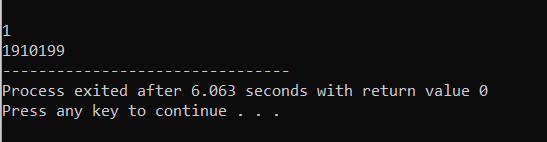 1
1910199
--------------------------------
Process exited after 6.063 seconds with return value 0
Press any key to continue . . .